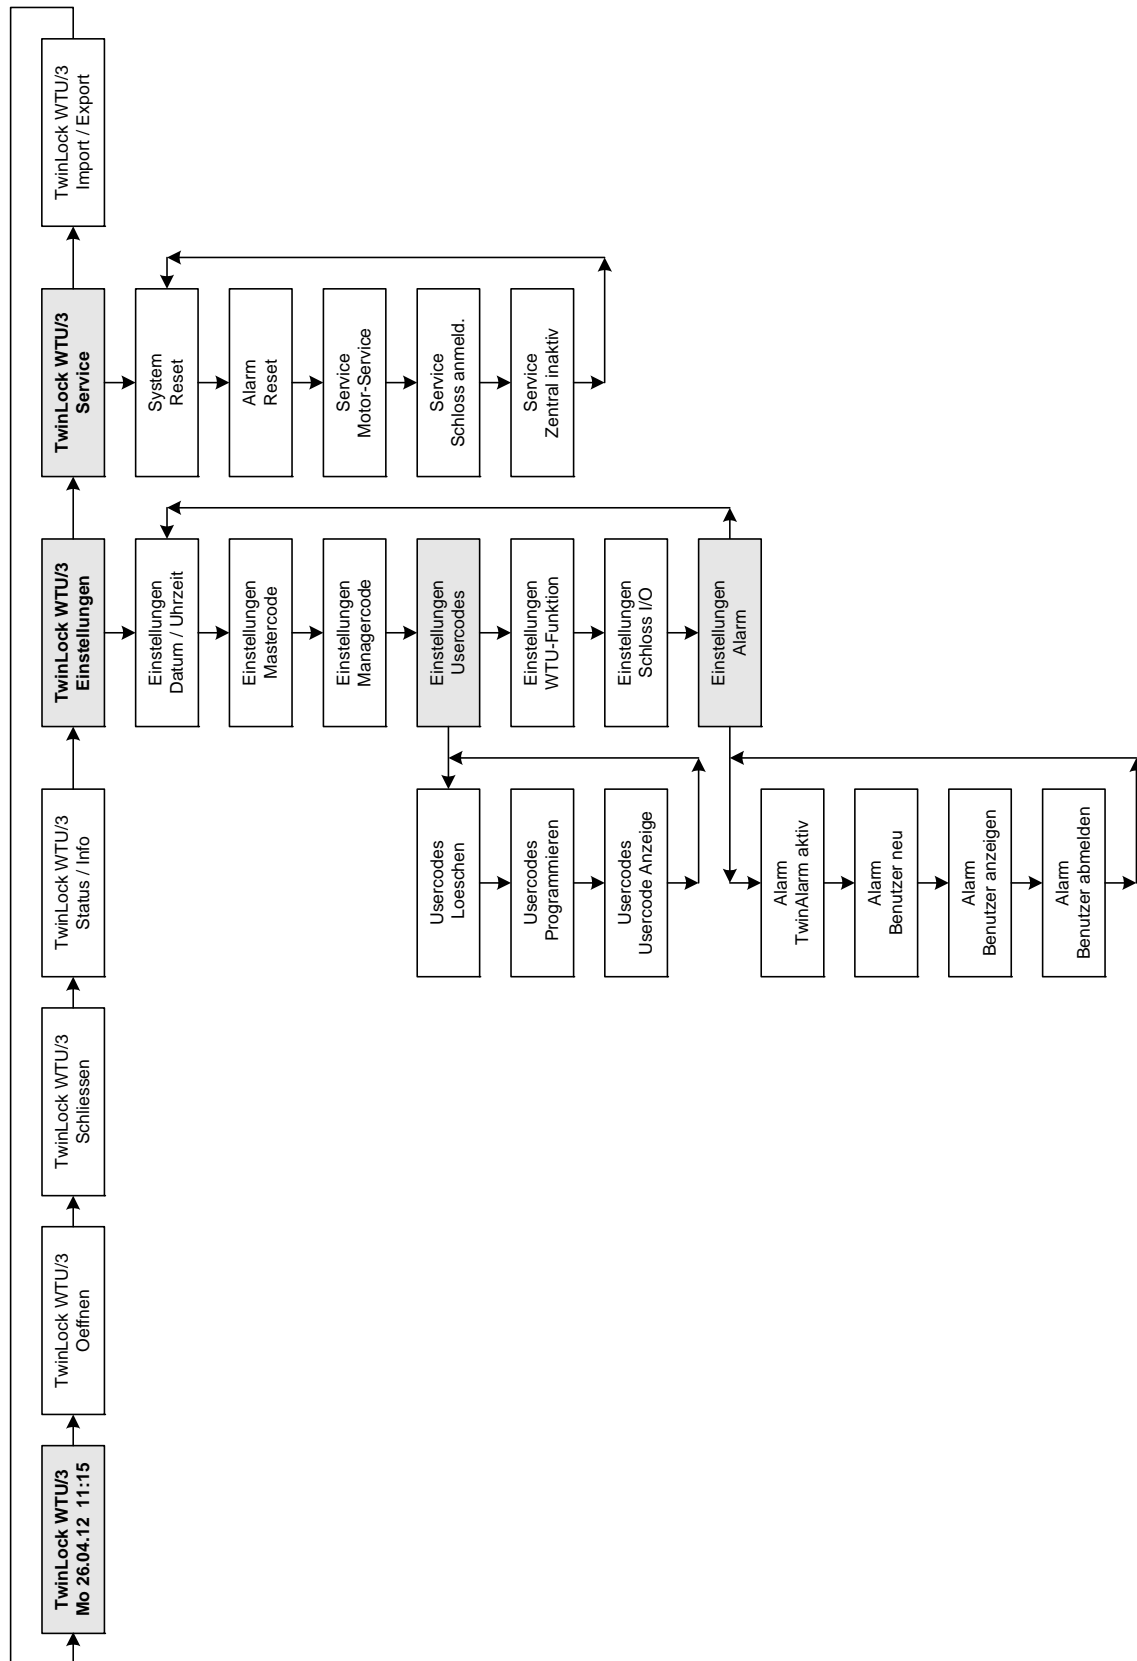 TwinLock WTU/3
Mo 26.04.12  11:15
TwinLock WTU/3
Oeffnen
TwinLock WTU/3
Schliessen
TwinLock WTU/3
Status / Info
TwinLock WTU/3
Einstellungen
TwinLock WTU/3
Service
TwinLock WTU/3
Import / Export
Einstellungen
Datum / Uhrzeit
Einstellungen
Mastercode
Einstellungen
Managercode
Einstellungen
Usercodes
Einstellungen
WTU-Funktion
Einstellungen
Schloss I/O
Einstellungen
Alarm
System
Reset
Alarm
Reset
Service
Motor-Service
Service
Schloss anmeld.
Service
Zentral inaktiv
Usercodes
Loeschen
Usercodes
Programmieren
Usercodes
Usercode Anzeige
Alarm
TwinAlarm aktiv
Alarm
Benutzer neu
Alarm
Benutzer anzeigen
Alarm
Benutzer abmelden